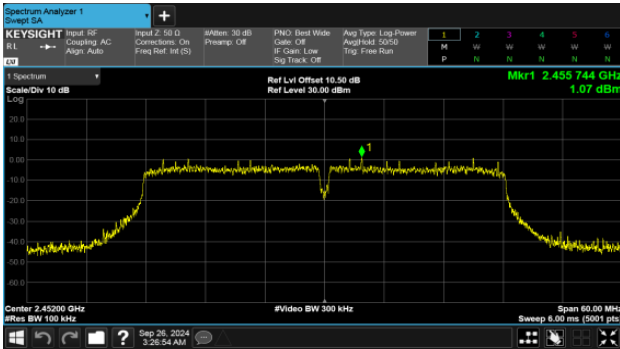 Spectrum Analyzer 1
Swept SA
+
KEYSIGHT Input: RF Input Z: 50 Ω #Atten: 30 dB PNO: Best Wide Avg Type: Log-Power 1 2 3 4 5 6
RL Coupling: AC Corrections: On Preamp: Off Gate: Off Avg|Hold: 50/50 M W W W W W
Align: Auto Freq Ref: Int (S) IF Gain: Low Trig: Free Run P N N N N N
LXI Sig Track: Off
1 Spectrum Ref Lvl Offset 10.50 dB Mkr1 2.455 744 GHz
Scale/Div 10 dB Ref Level 30.00 dBm 1.07 dBm
Log
20.0
10.0
1
0.00
-10.0
-20.0
-30.0
-40.0
-50.0
-60.0
Center 2.45200 GHz #Video BW 300 kHz Span 60.00 MHz
#Res BW 100 kHz Sweep 6.00 ms (5001 pts)
? Sep 26, 2024
3:26:54 AM